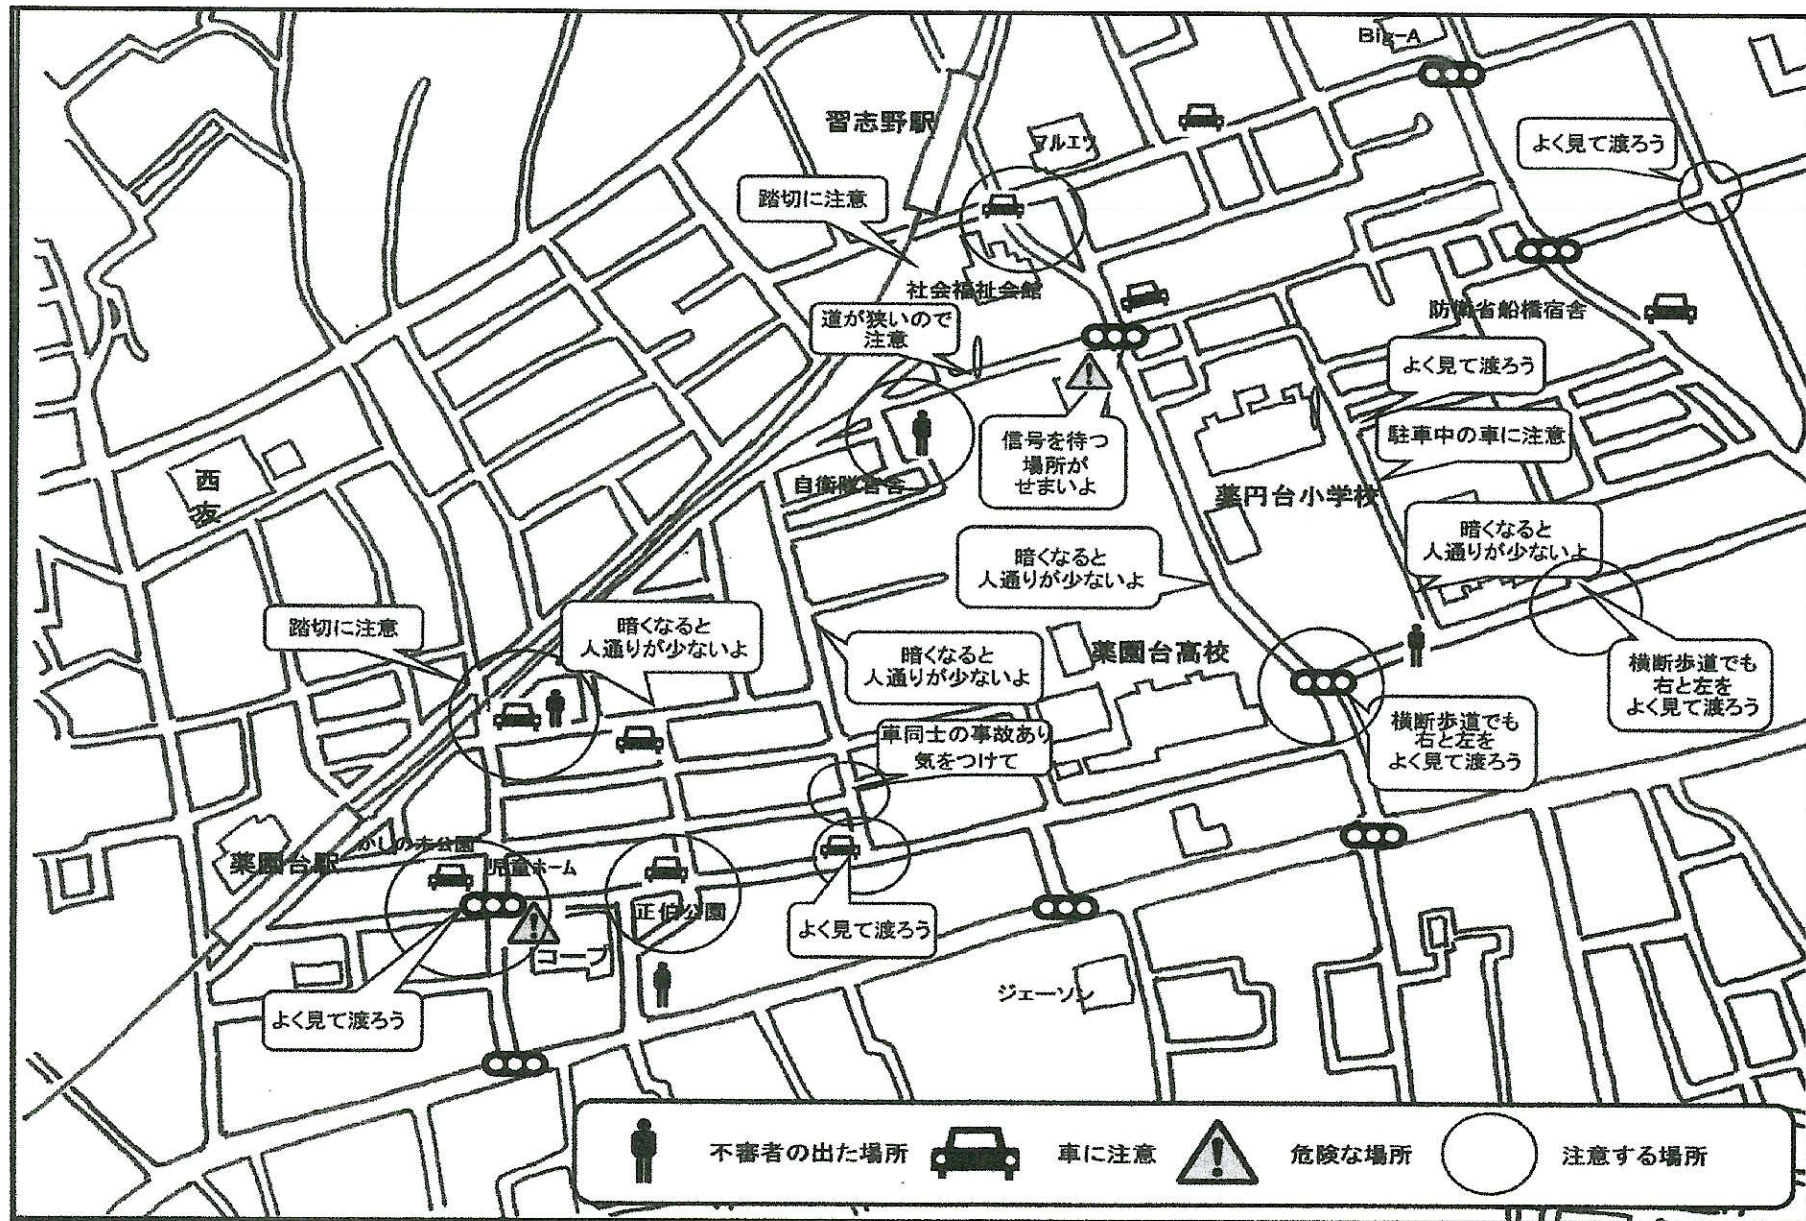 Big-A
習志野駅
マルエツ
よく見て渡ろう
踏切に注意
社会福祉会館
道が狭いので
注意
防衛省船橋宿舎
よく見て渡ろう
駐車中の車に注意
信号を待つ
場所が
せまいよ
西
友
自衛隊宿舎
薬円台小学校
暗くなると
人通りが少ないよ
暗くなると
人通りが少ないよ
踏切に注意
暗くなると
人通りが少ないよ
暗くなると
人通りが少ないよ
薬園台高校
横断歩道でも
右と左を
よく見て渡ろう
車同士の事故あり
気をつけて
横断歩道でも
右と左を
よく見て渡ろう
薬園台駅
かしの木公園
児童ホーム
正伯公園
コープ
よく見て渡ろう
よく見て渡ろう
ジェーソン
不審者の出た場所
車に注意
危険な場所
注意する場所